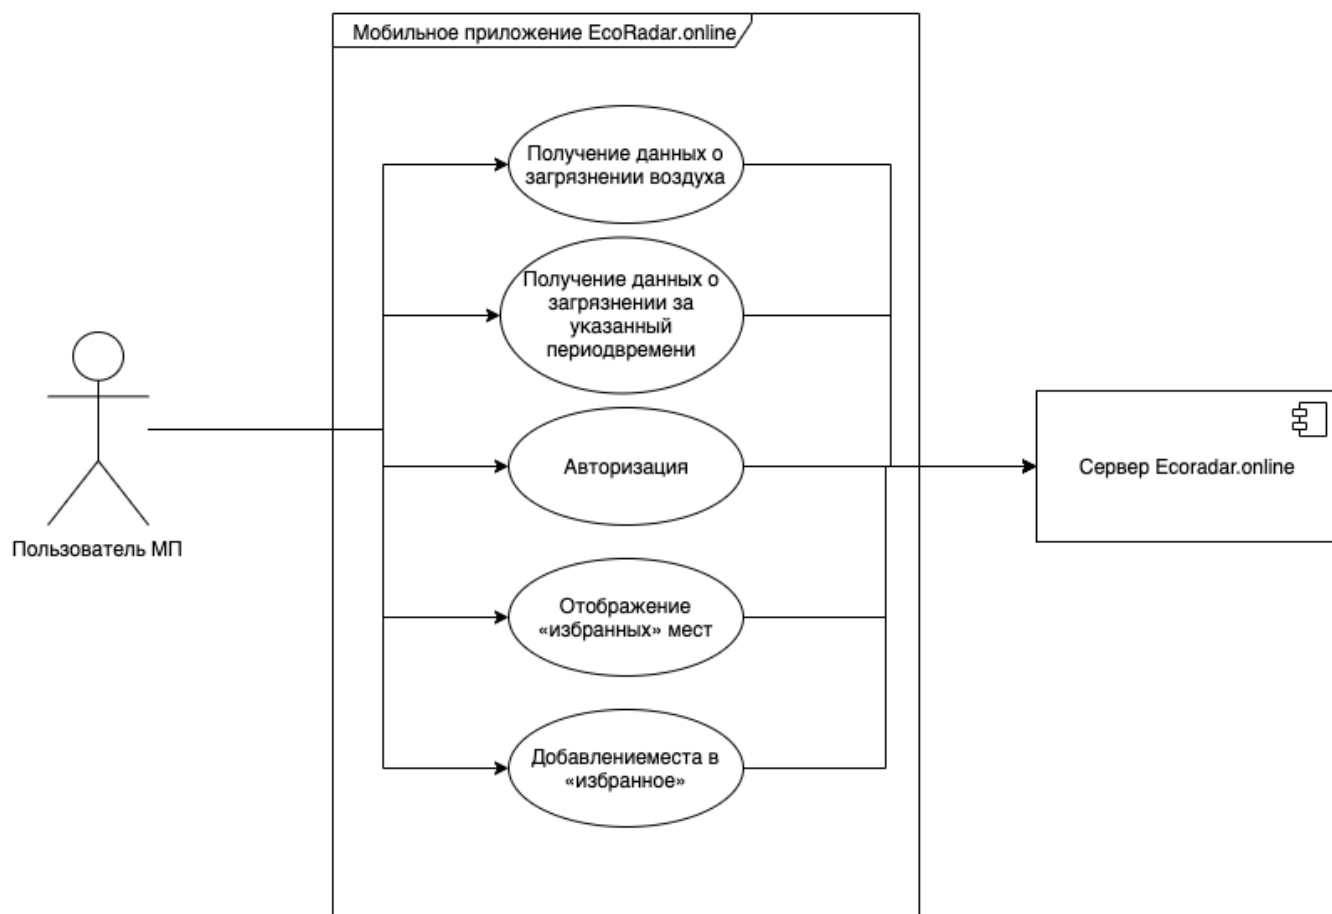 Мобильное приложение EcoRadar.online
Получение данных о
загрязнении воздуха
Получение данных о
загрязнении за
указанный
периодвремени
Авторизация
Сервер Ecoradar.online
Пользователь МП
Отображение
«избранных» мест
Добавлениеместа в
«избранное»